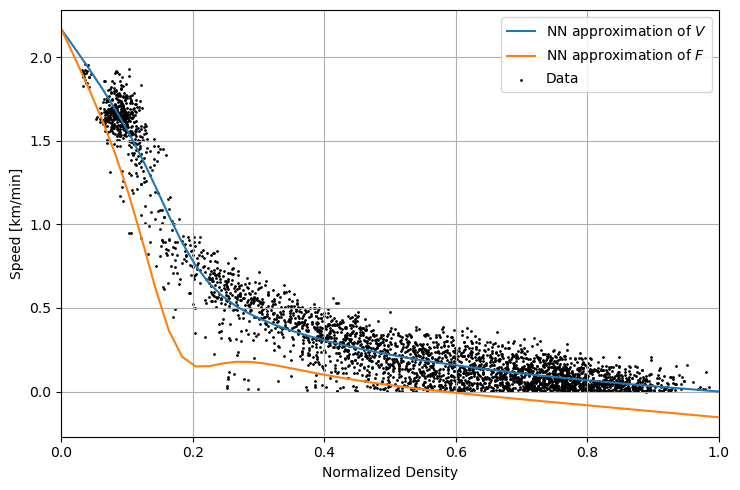 NN approximation of V
NN approximation of F
Data
Speed [km/min]
2.0
1.5
1.0
0.5
0.0
0.0 0.2 0.4 0.6 0.8 1.0
Normalized Density